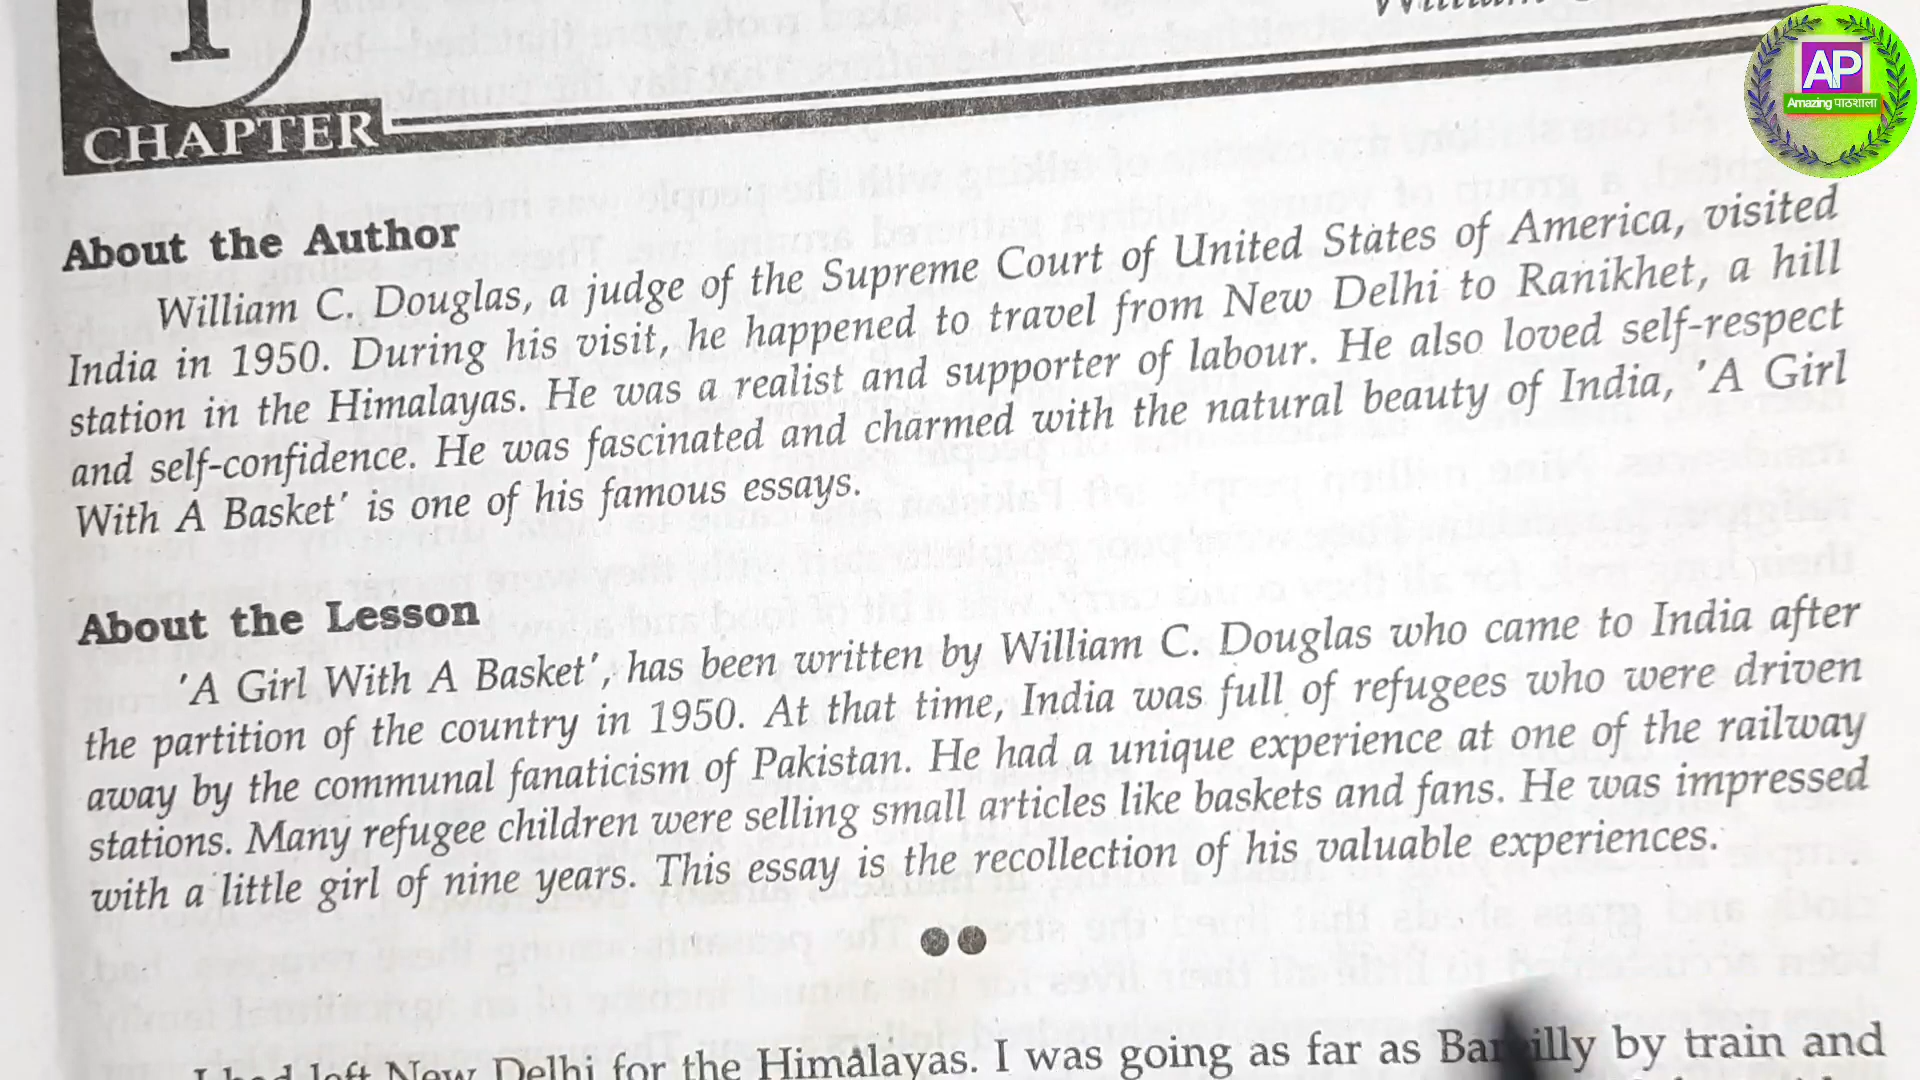 1
CHAPTER
William
AP
Amazing पाठशाला
About the Author
William C. Douglas, a judge of the Supreme Court of United States of America, visited
India in 1950. During his visit, he happened to travel from New Delhi to Ranikhet, a hill
station in the Himalayas. He was a realist and supporter of labour. He also loved self-respect
and self-confidence. He was fascinated and charmed with the natural beauty of India, 'A Girl
With A Basket' is one of his famous essays.
About the Lesson
'A Girl With A Basket', has been written by William C. Douglas who came to India after
the partition of the country in 1950. At that time, India was full of refugees who were driven
away by the communal fanaticism of Pakistan. He had a unique experience at one of the railway
stations. Many refugee children were selling small articles like baskets and fans. He was impressed
with a little girl of nine years. This essay is the recollection of his valuable experiences.
I had left New Delhi for the Himalayas. I was going as far as by train and